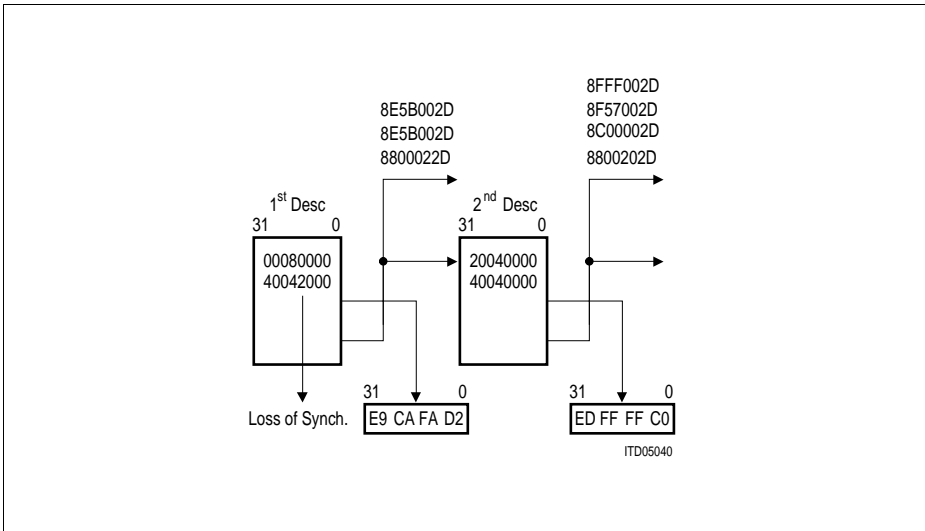 8FFF002D
8E5B002D
8F57002D
8E5B002D
8C00002D
8800022D
8800202D
1st Desc
2nd Desc
31 0
31 0
00080000
20040000
40042000
40040000
31 0
31 0
Loss of Synch.
E9 CA FA D2
ED FF FF C0
ITD05040